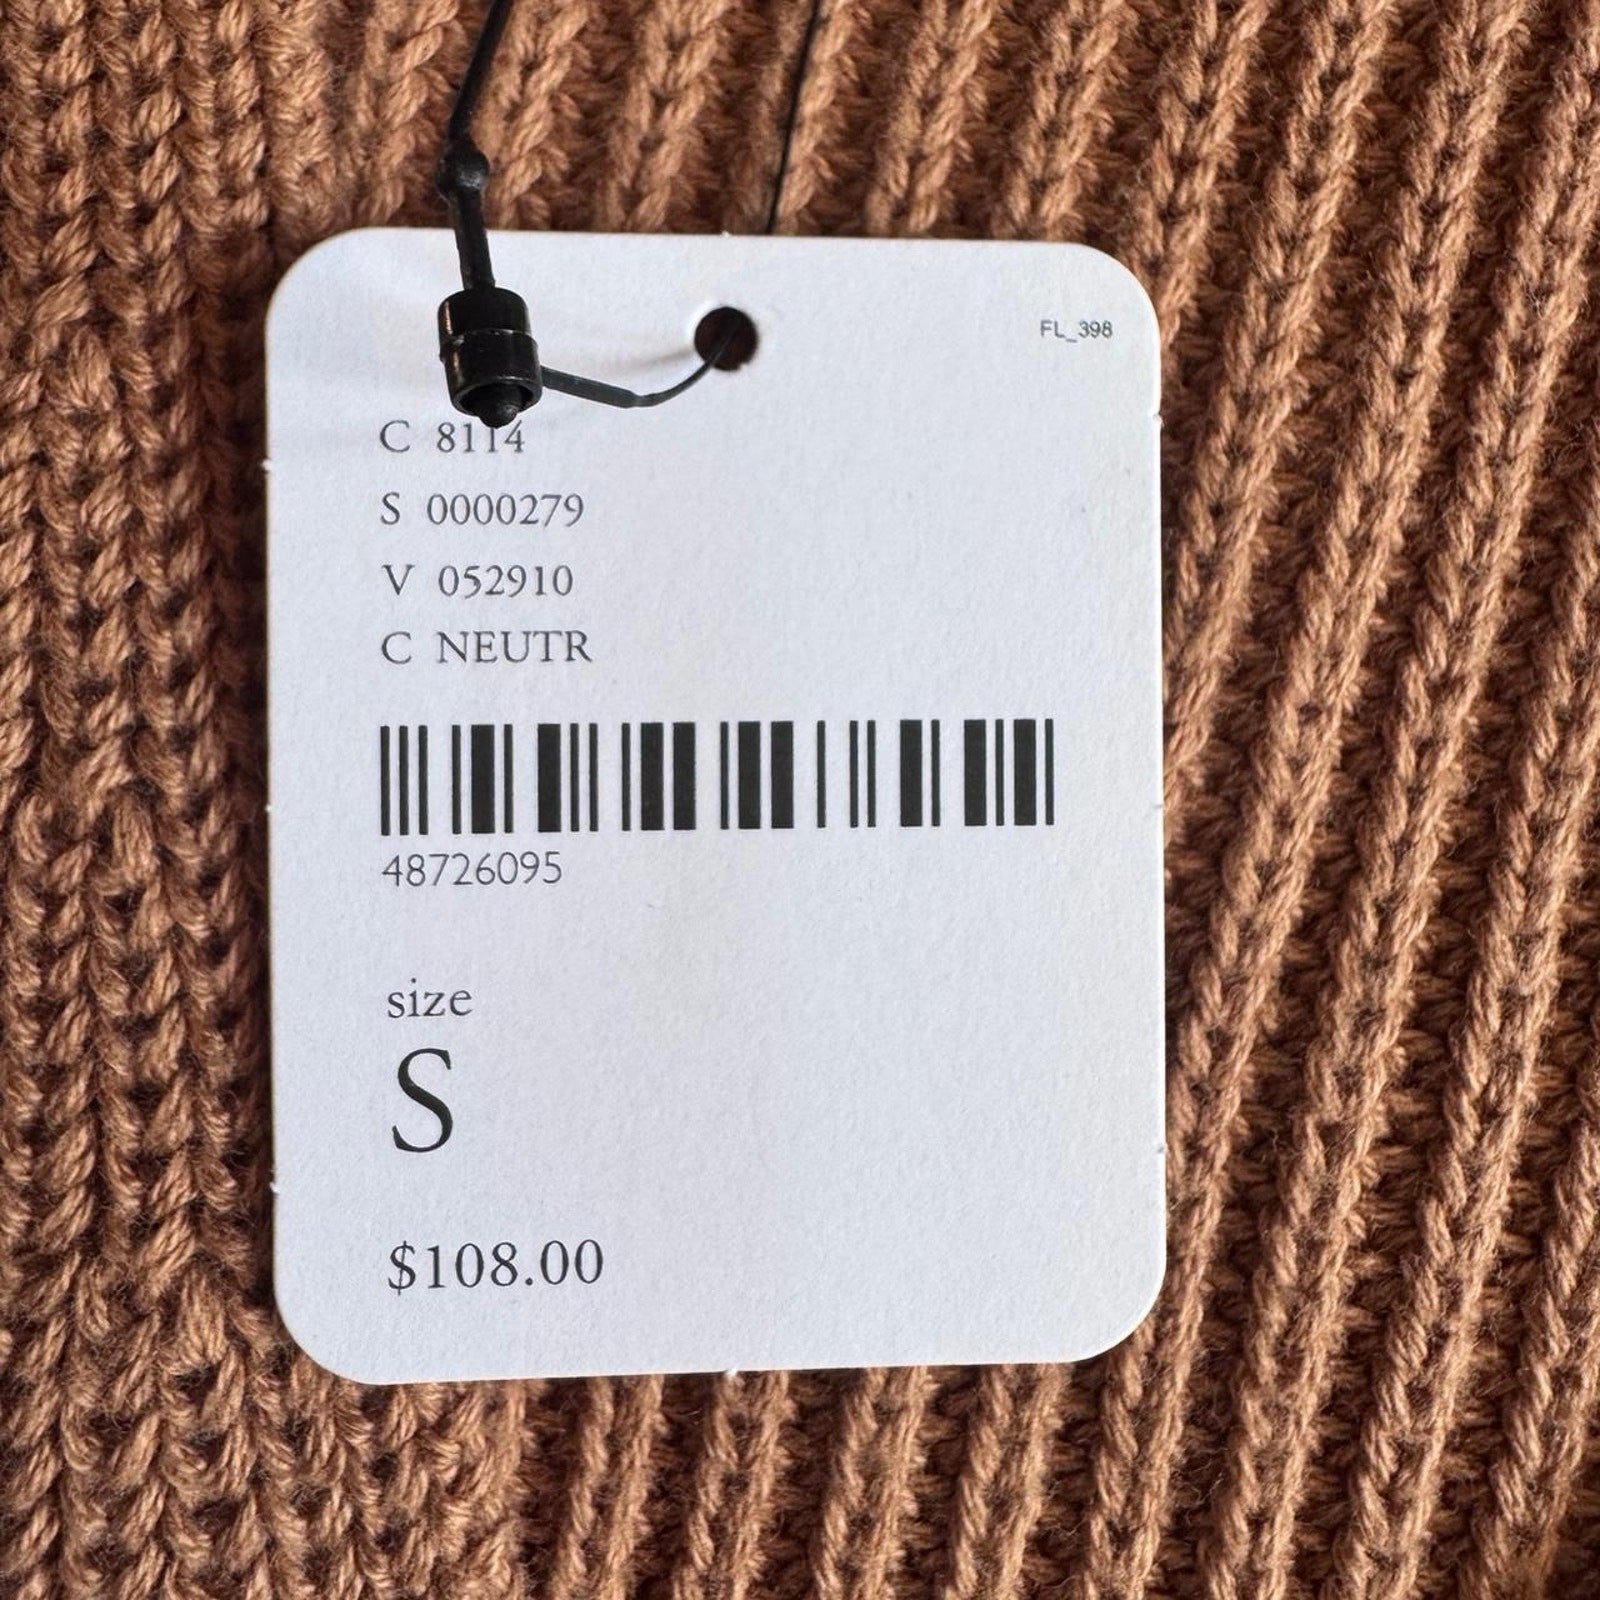 FL_398
C 8114
S 0000279
V 052910
C NEUTR
48726095
size
S
$108.00